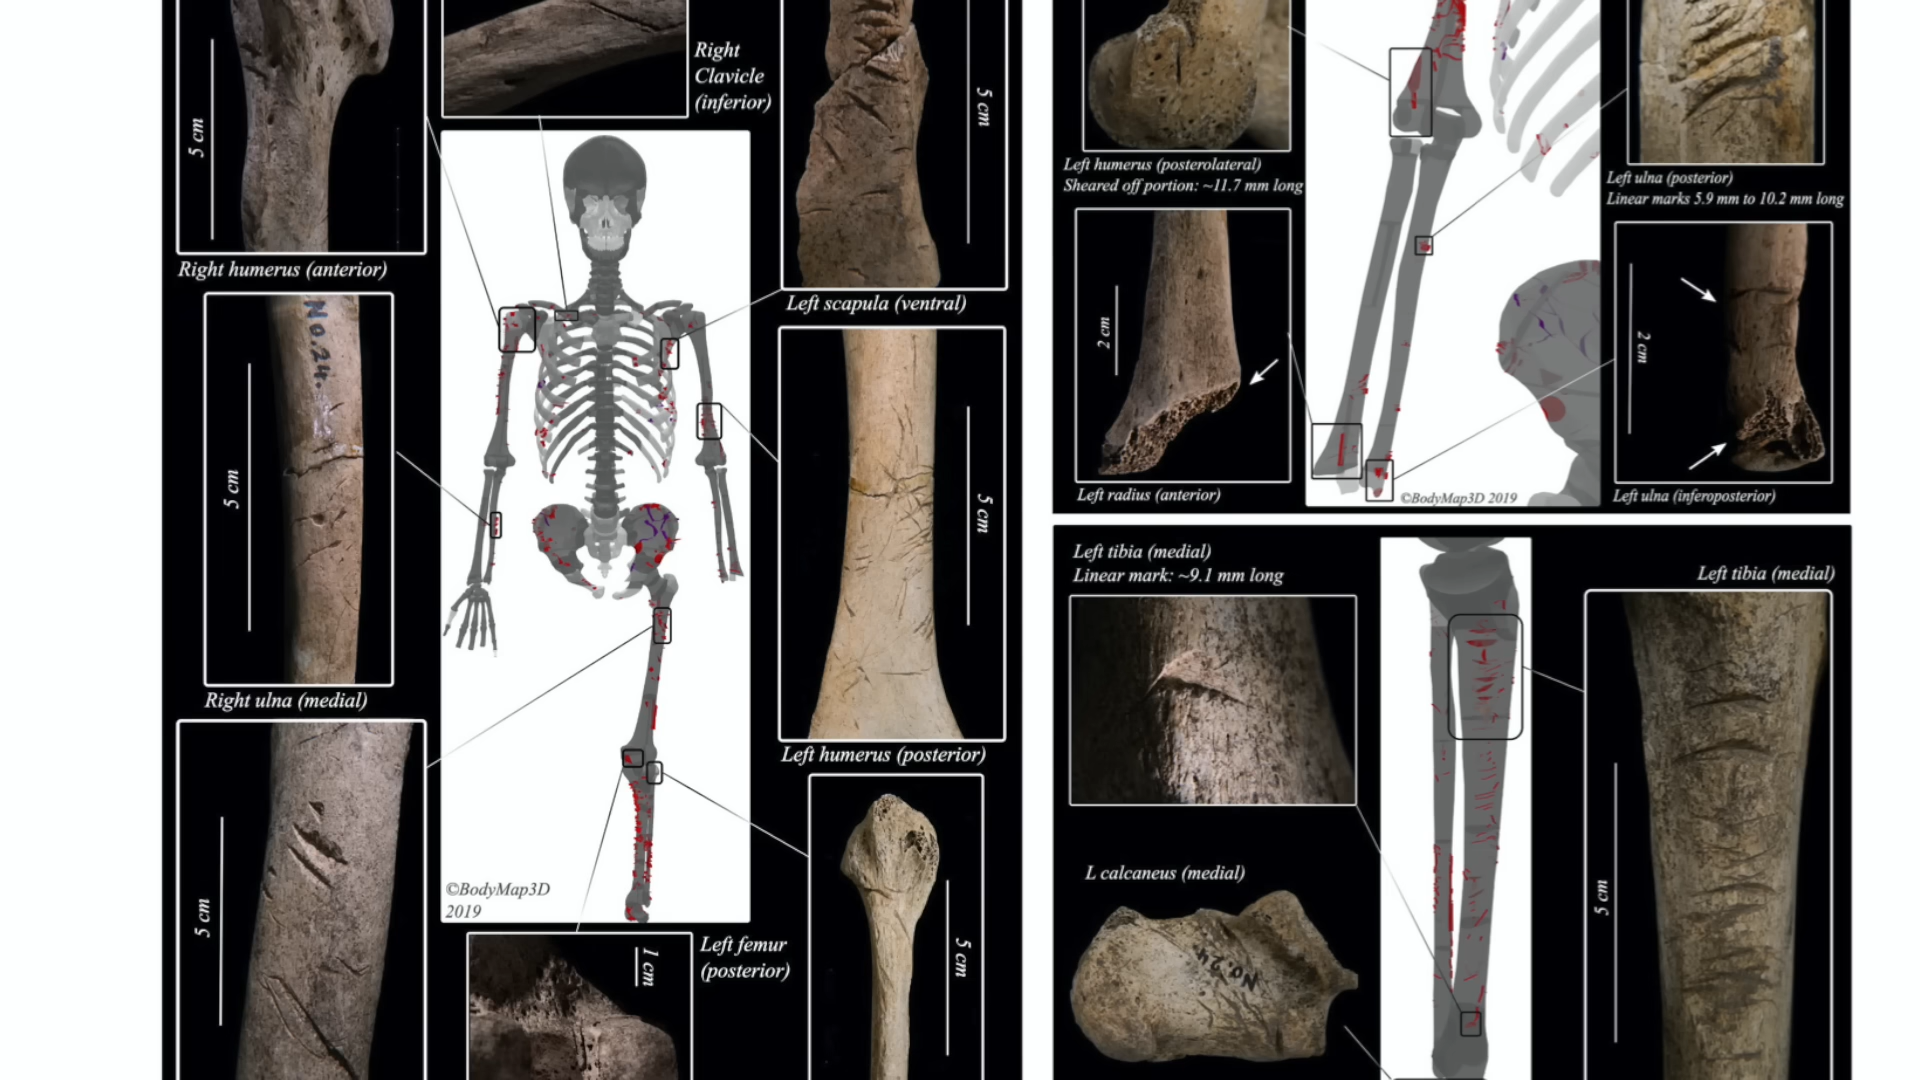 5 cm
Right
Clavicle
(inferior)
5 cm
Right humerus (anterior)
Left scapula (ventral)
No.24.
5 cm
5 cm
Right ulna (medial)
Left humerus (posterior)
5 cm
©BodyMap3D
2019
1 cm
Left femur
(posterior)
5 cm
Left humerus (posterolateral)
Sheared off portion: ~11.7 mm long
Left ulna (posterior)
Linear marks 5.9 mm to 10.2 mm long
2 cm
2 cm
Left radius (anterior)
©BodyMap3D 2019
Left ulna (inferoposterior)
Left tibia (medial)
Linear mark: ~9.1 mm long
Left tibia (medial)
L calcaneus (medial)
No.24
5 cm